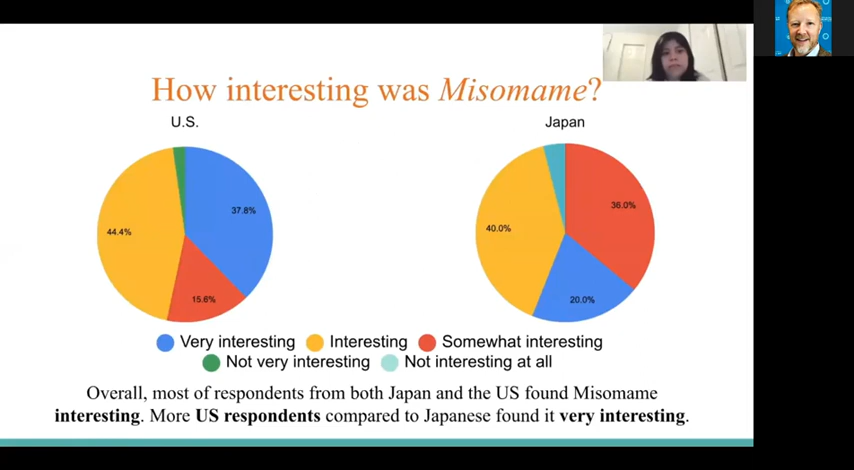 How interesting was Misomame?
U.S.
Japan
37.8%
44.4%
15.6%
36.0%
40.0%
20.0%
Very interesting
Interesting
Somewhat interesting
Not very interesting
Not interesting at all
Overall, most of respondents from both Japan and the US found Misomame
interesting. More US respondents compared to Japanese found it very interesting.